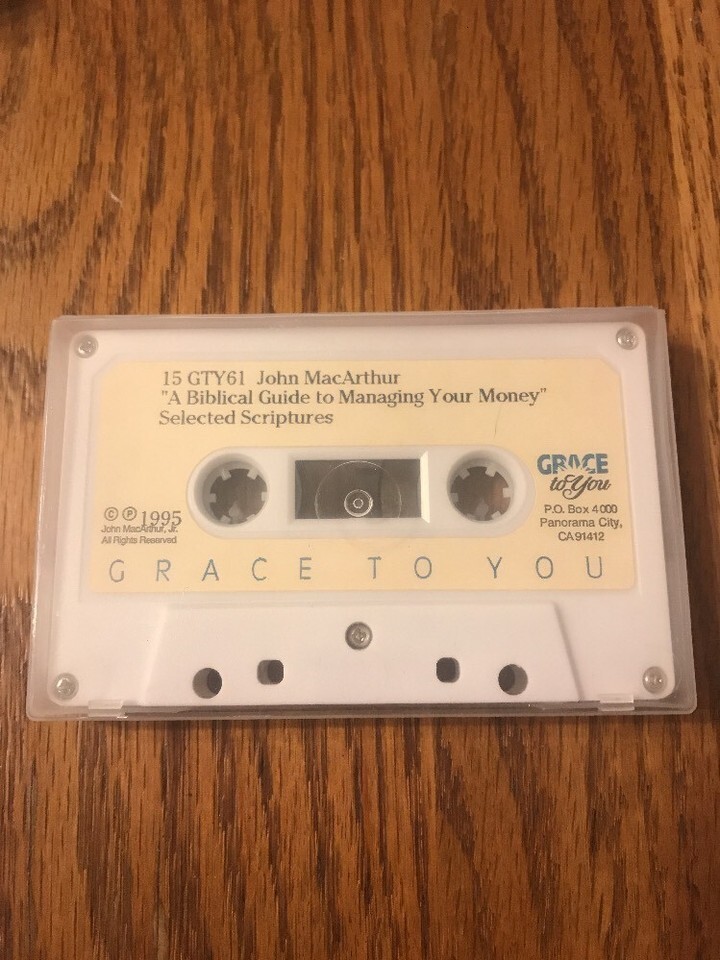 15 GTY61 John MacArthur
"A Biblical Guide to Managing Your Money"
Selected Scriptures
GRACE
to You
P.O. Box 4000
Panorama City,
CA 91412
© ℗ 1995
John MacArthur, Jr.
All Rights Reserved
GRACE TO YOU